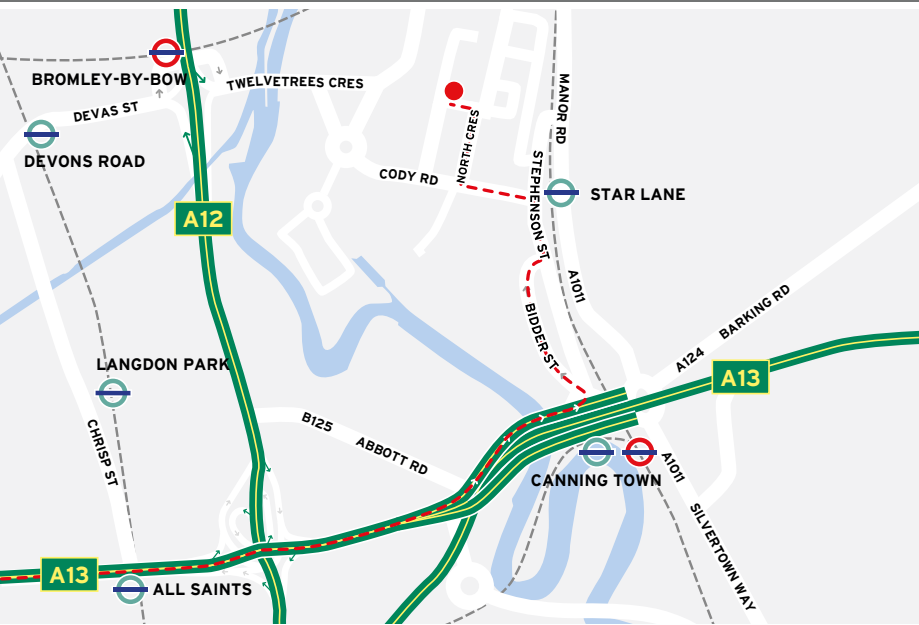 BROMLEY-BY-BOW
TWELVETREES CRES
DEVAS ST
DEVONS ROAD
MANOR RD
NORTH CRES
CODY RD
STEPHENSON ST
STAR LANE
A12
A1011
BIDDER ST
BARKING RD
A124
A13
LANGDON PARK
CHRISP ST
B125
ABBOTT RD
CANNING TOWN
A1011
SILVERTOWN WAY
A13
ALL SAINTS